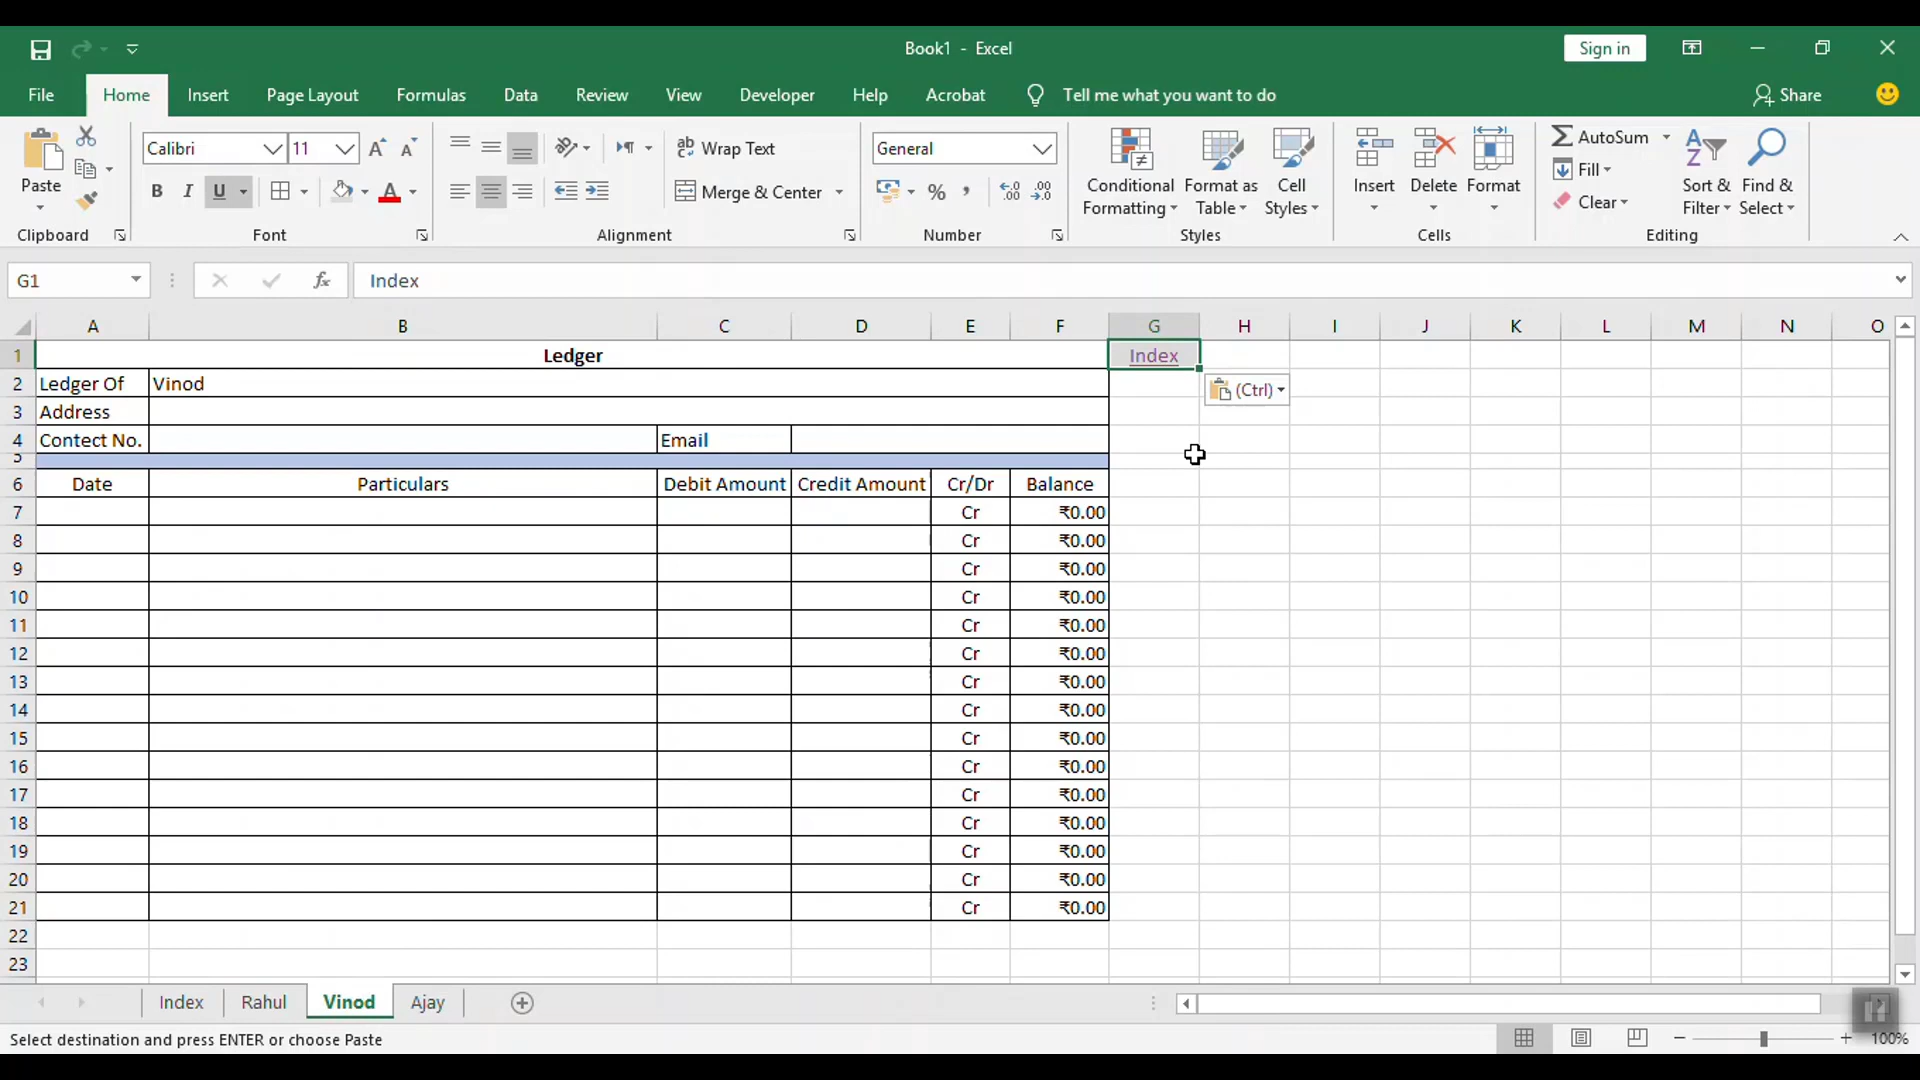 Book1 - Excel
Sign in
File Home Insert Page Layout Formulas Data Review View Developer Help Acrobat Tell me what you want to do Share
Paste
Calibri 11
B I U
Wrap Text
Merge & Center
General
Conditional Formatting
Format as Table
Cell Styles
Insert Delete Format
AutoSum
Fill
Clear
Sort & Filter
Find & Select
Clipboard Font Alignment Number Styles Cells Editing
G1 fx Index
A B C D E F G H I J K L M N O
1 Ledger Index
2 Ledger Of Vinod
(Ctrl)
3 Address
4 Contect No. Email
5
6 Date Particulars Debit Amount Credit Amount Cr/Dr Balance
7 Cr ₹0.00
8 Cr ₹0.00
9 Cr ₹0.00
10 Cr ₹0.00
11 Cr ₹0.00
12 Cr ₹0.00
13 Cr ₹0.00
14 Cr ₹0.00
15 Cr ₹0.00
16 Cr ₹0.00
17 Cr ₹0.00
18 Cr ₹0.00
19 Cr ₹0.00
20 Cr ₹0.00
21 Cr ₹0.00
22
23
Index Rahul Vinod Ajay
Select destination and press ENTER or choose Paste
100%